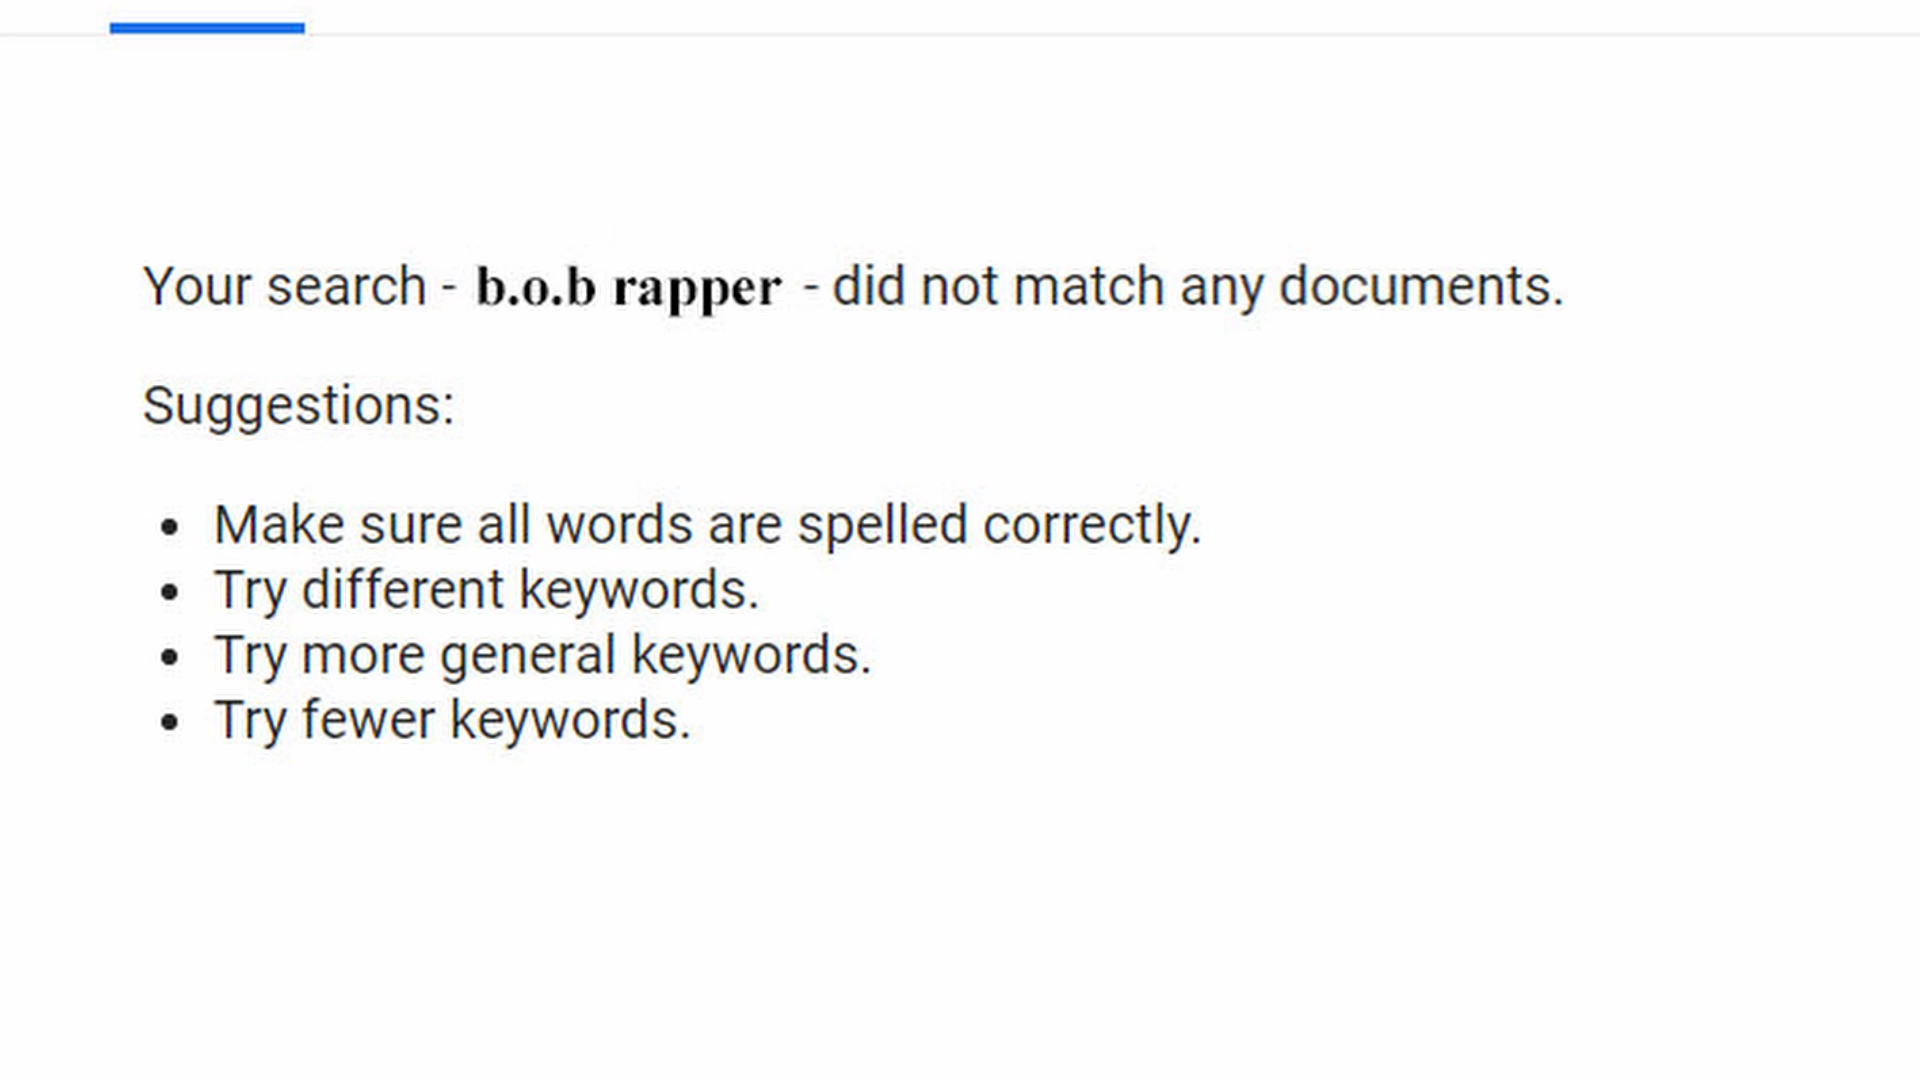 Your search - b.o.b rapper - did not match any documents.
Suggestions:
• Make sure all words are spelled correctly.
• Try different keywords.
• Try more general keywords.
• Try fewer keywords.